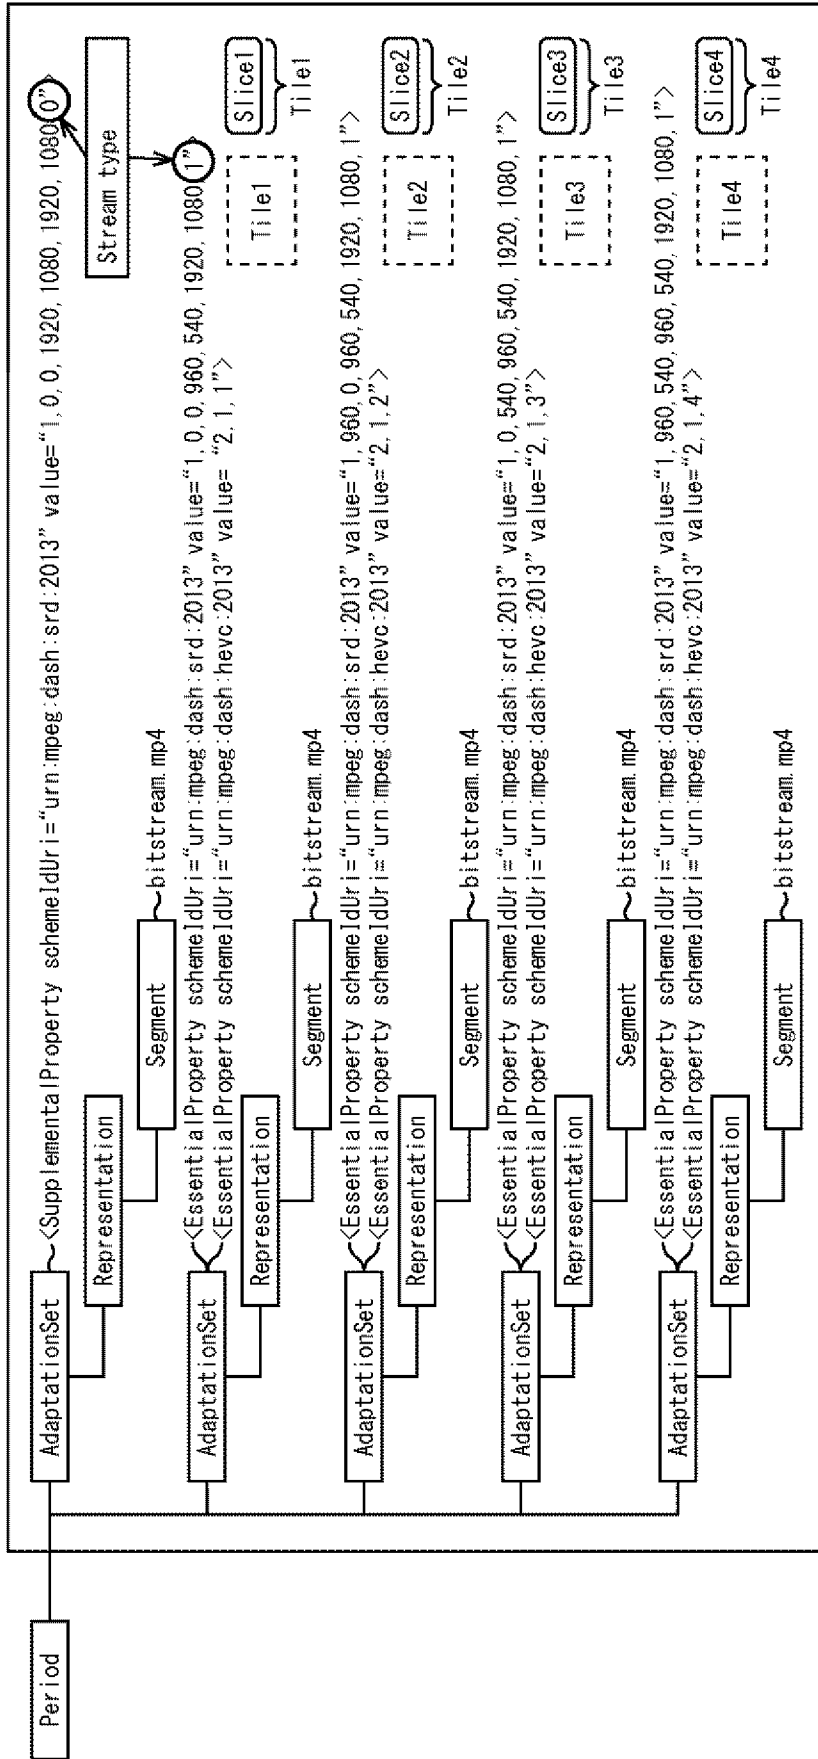 Period
AdaptationSet
<SupplementalProperty schemeIdUri=“urn:mpeg:dash:srd:2013” value=“1,0,0,1920,1080,1920,1080,0”>
Stream type
Representation
Segment
bitstream.mp4
AdaptationSet
<EssentialProperty schemeIdUri=“urn:mpeg:dash:srd:2013” value=“1,0,0,960,540,1920,1080,1”>
<EssentialProperty schemeIdUri=“urn:mpeg:dash:hevc:2013” value= “2,1,1”>
Representation
Tile1
Slice1
Tile1
Segment
bitstream.mp4
AdaptationSet
<EssentialProperty schemeIdUri=“urn:mpeg:dash:srd:2013” value=“1,960,0,960,540,1920,1080,1”>
<EssentialProperty schemeIdUri=“urn:mpeg:dash:hevc:2013” value=“2,1,2”>
Representation
Tile2
Slice2
Tile2
Segment
bitstream.mp4
AdaptationSet
<EssentialProperty schemeIdUri=“urn:mpeg:dash:srd:2013” value=“1,0,540,960,540,1920,1080,1”>
<EssentialProperty schemeIdUri=“urn:mpeg:dash:hevc:2013” value=“2,1,3”>
Representation
Tile3
Slice3
Tile3
Segment
bitstream.mp4
AdaptationSet
<EssentialProperty schemeIdUri=“urn:mpeg:dash:srd:2013” value=“1,960,540,960,540,1920,1080,1”>
<EssentialProperty schemeIdUri=“urn:mpeg:dash:hevc:2013” value=“2,1,4”>
Representation
Tile4
Slice4
Tile4
Segment
bitstream.mp4